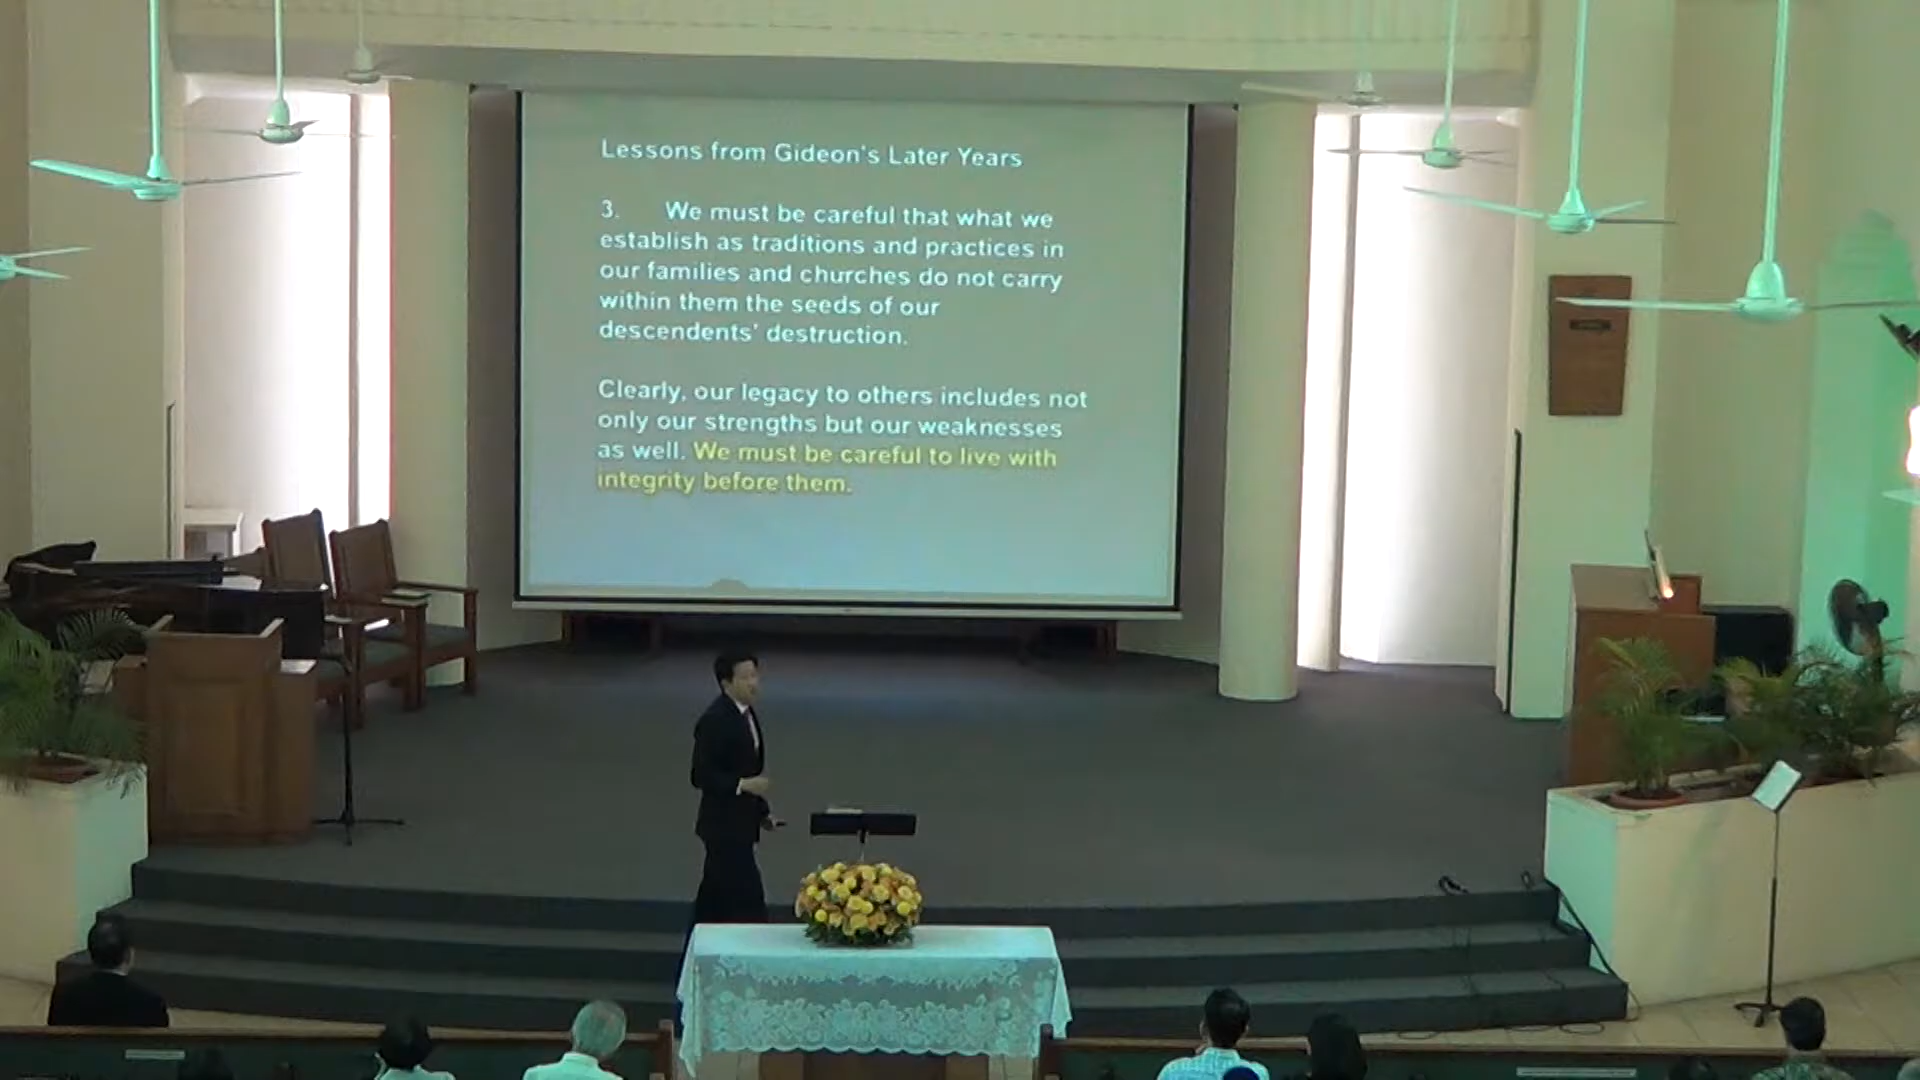 Lessons from Gideon's Later Years
3. We must be careful that what we
establish as traditions and practices in
our families and churches do not carry
within them the seeds of our
descendents' destruction.
Clearly, our legacy to others includes not
only our strengths but our weaknesses
as well. We must be careful to live with
integrity before them.